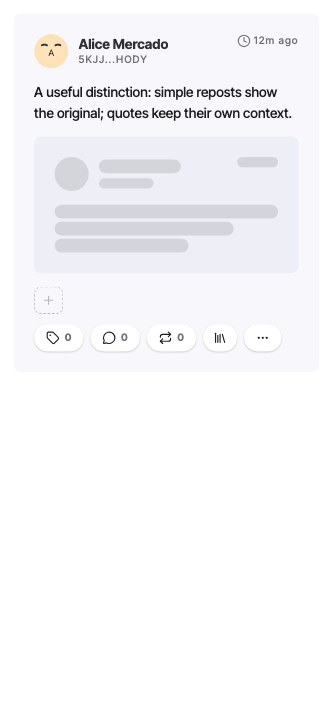 Alice Mercado
12m ago
5KJJ...HODY
A useful distinction: simple reposts show
the original; quotes keep their own context.
0 0 0